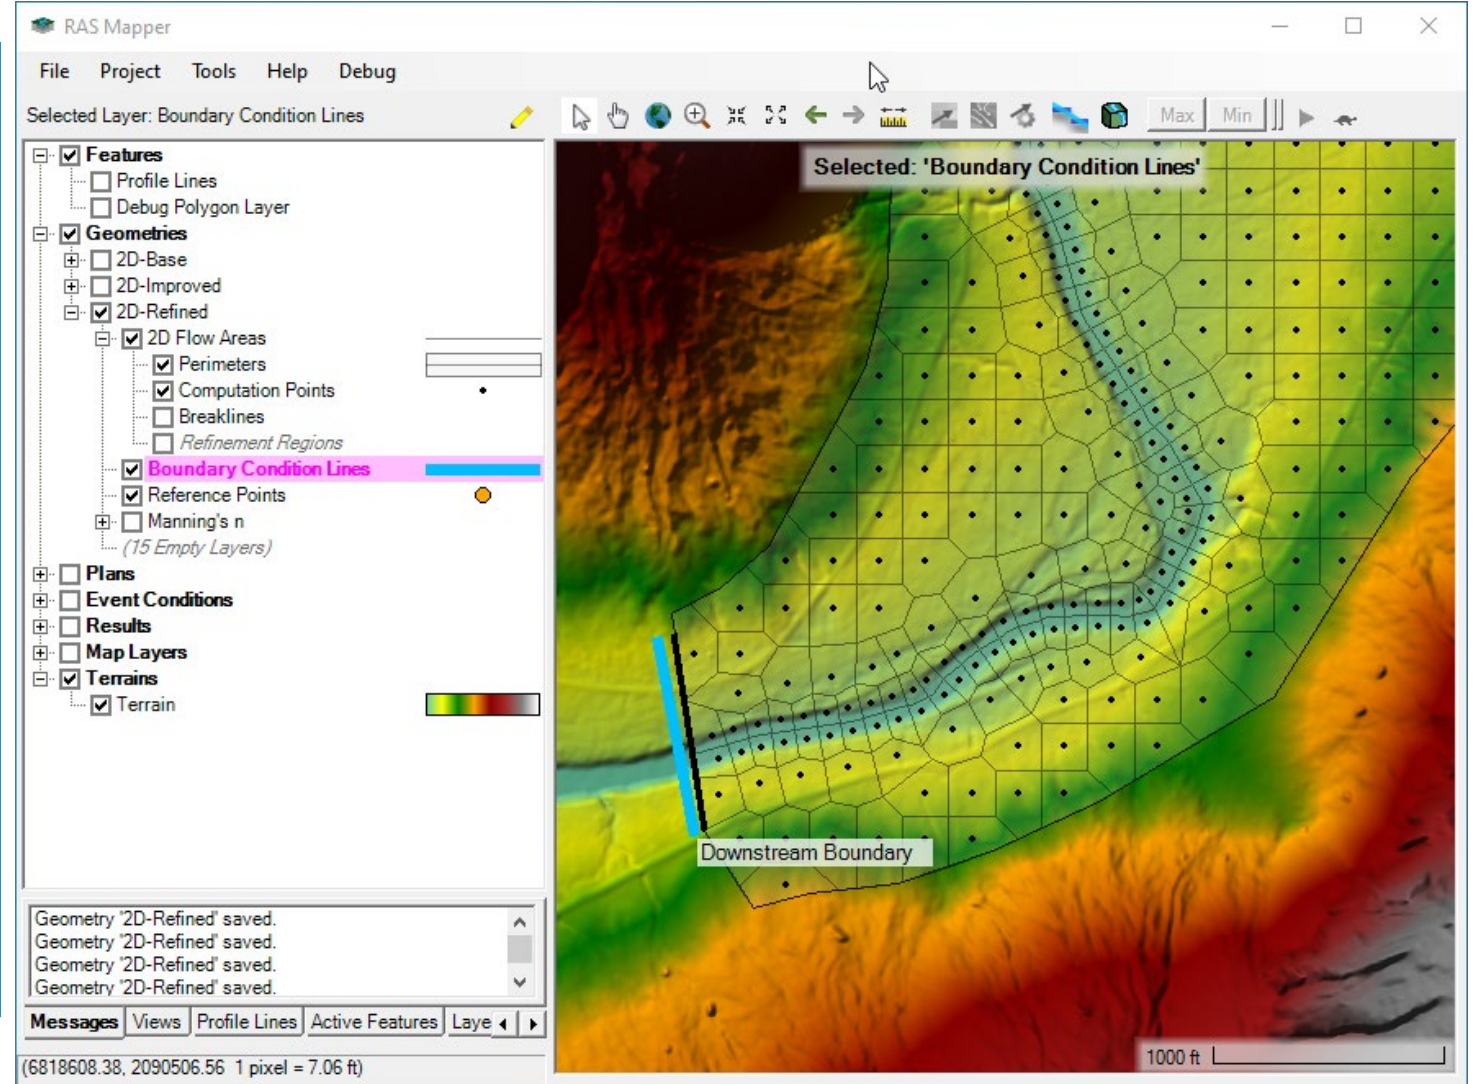 RAS Mapper
File Project Tools Help Debug
Selected Layer: Boundary Condition Lines
Max Min
Features
Profile Lines
Debug Polygon Layer
Geometries
2D-Base
2D-Improved
2D-Refined
2D Flow Areas
Perimeters
Computation Points
Breaklines
Refinement Regions
Boundary Condition Lines
Reference Points
Manning's n
(15 Empty Layers)
Plans
Event Conditions
Results
Map Layers
Terrains
Terrain
Selected: 'Boundary Condition Lines'
Downstream Boundary
1000 ft
Geometry '2D-Refined' saved.
Geometry '2D-Refined' saved.
Geometry '2D-Refined' saved.
Geometry '2D-Refined' saved.
Messages Views Profile Lines Active Features Laye
(6818608.38, 2090506.56 1 pixel = 7.06 ft)